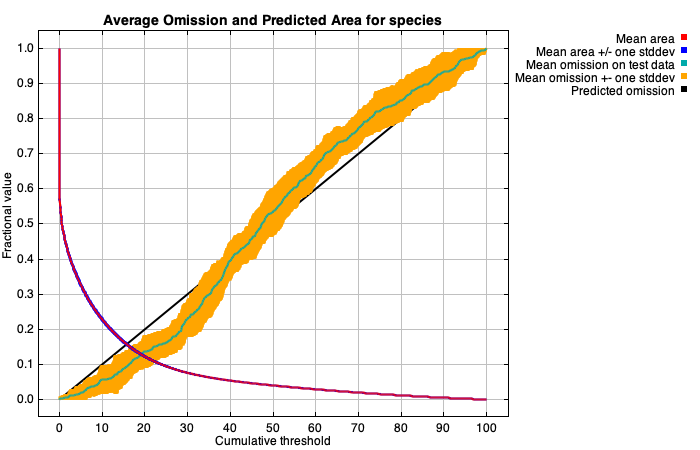 Average Omission and Predicted Area for species
Mean area
Mean area +/- one stddev
Mean omission on test data
Mean omission +- one stddev
Predicted omission
1.0
0.9
0.8
0.7
0.6
0.5
0.4
0.3
0.2
0.1
0.0
Fractional value
0 10 20 30 40 50 60 70 80 90 100
Cumulative threshold